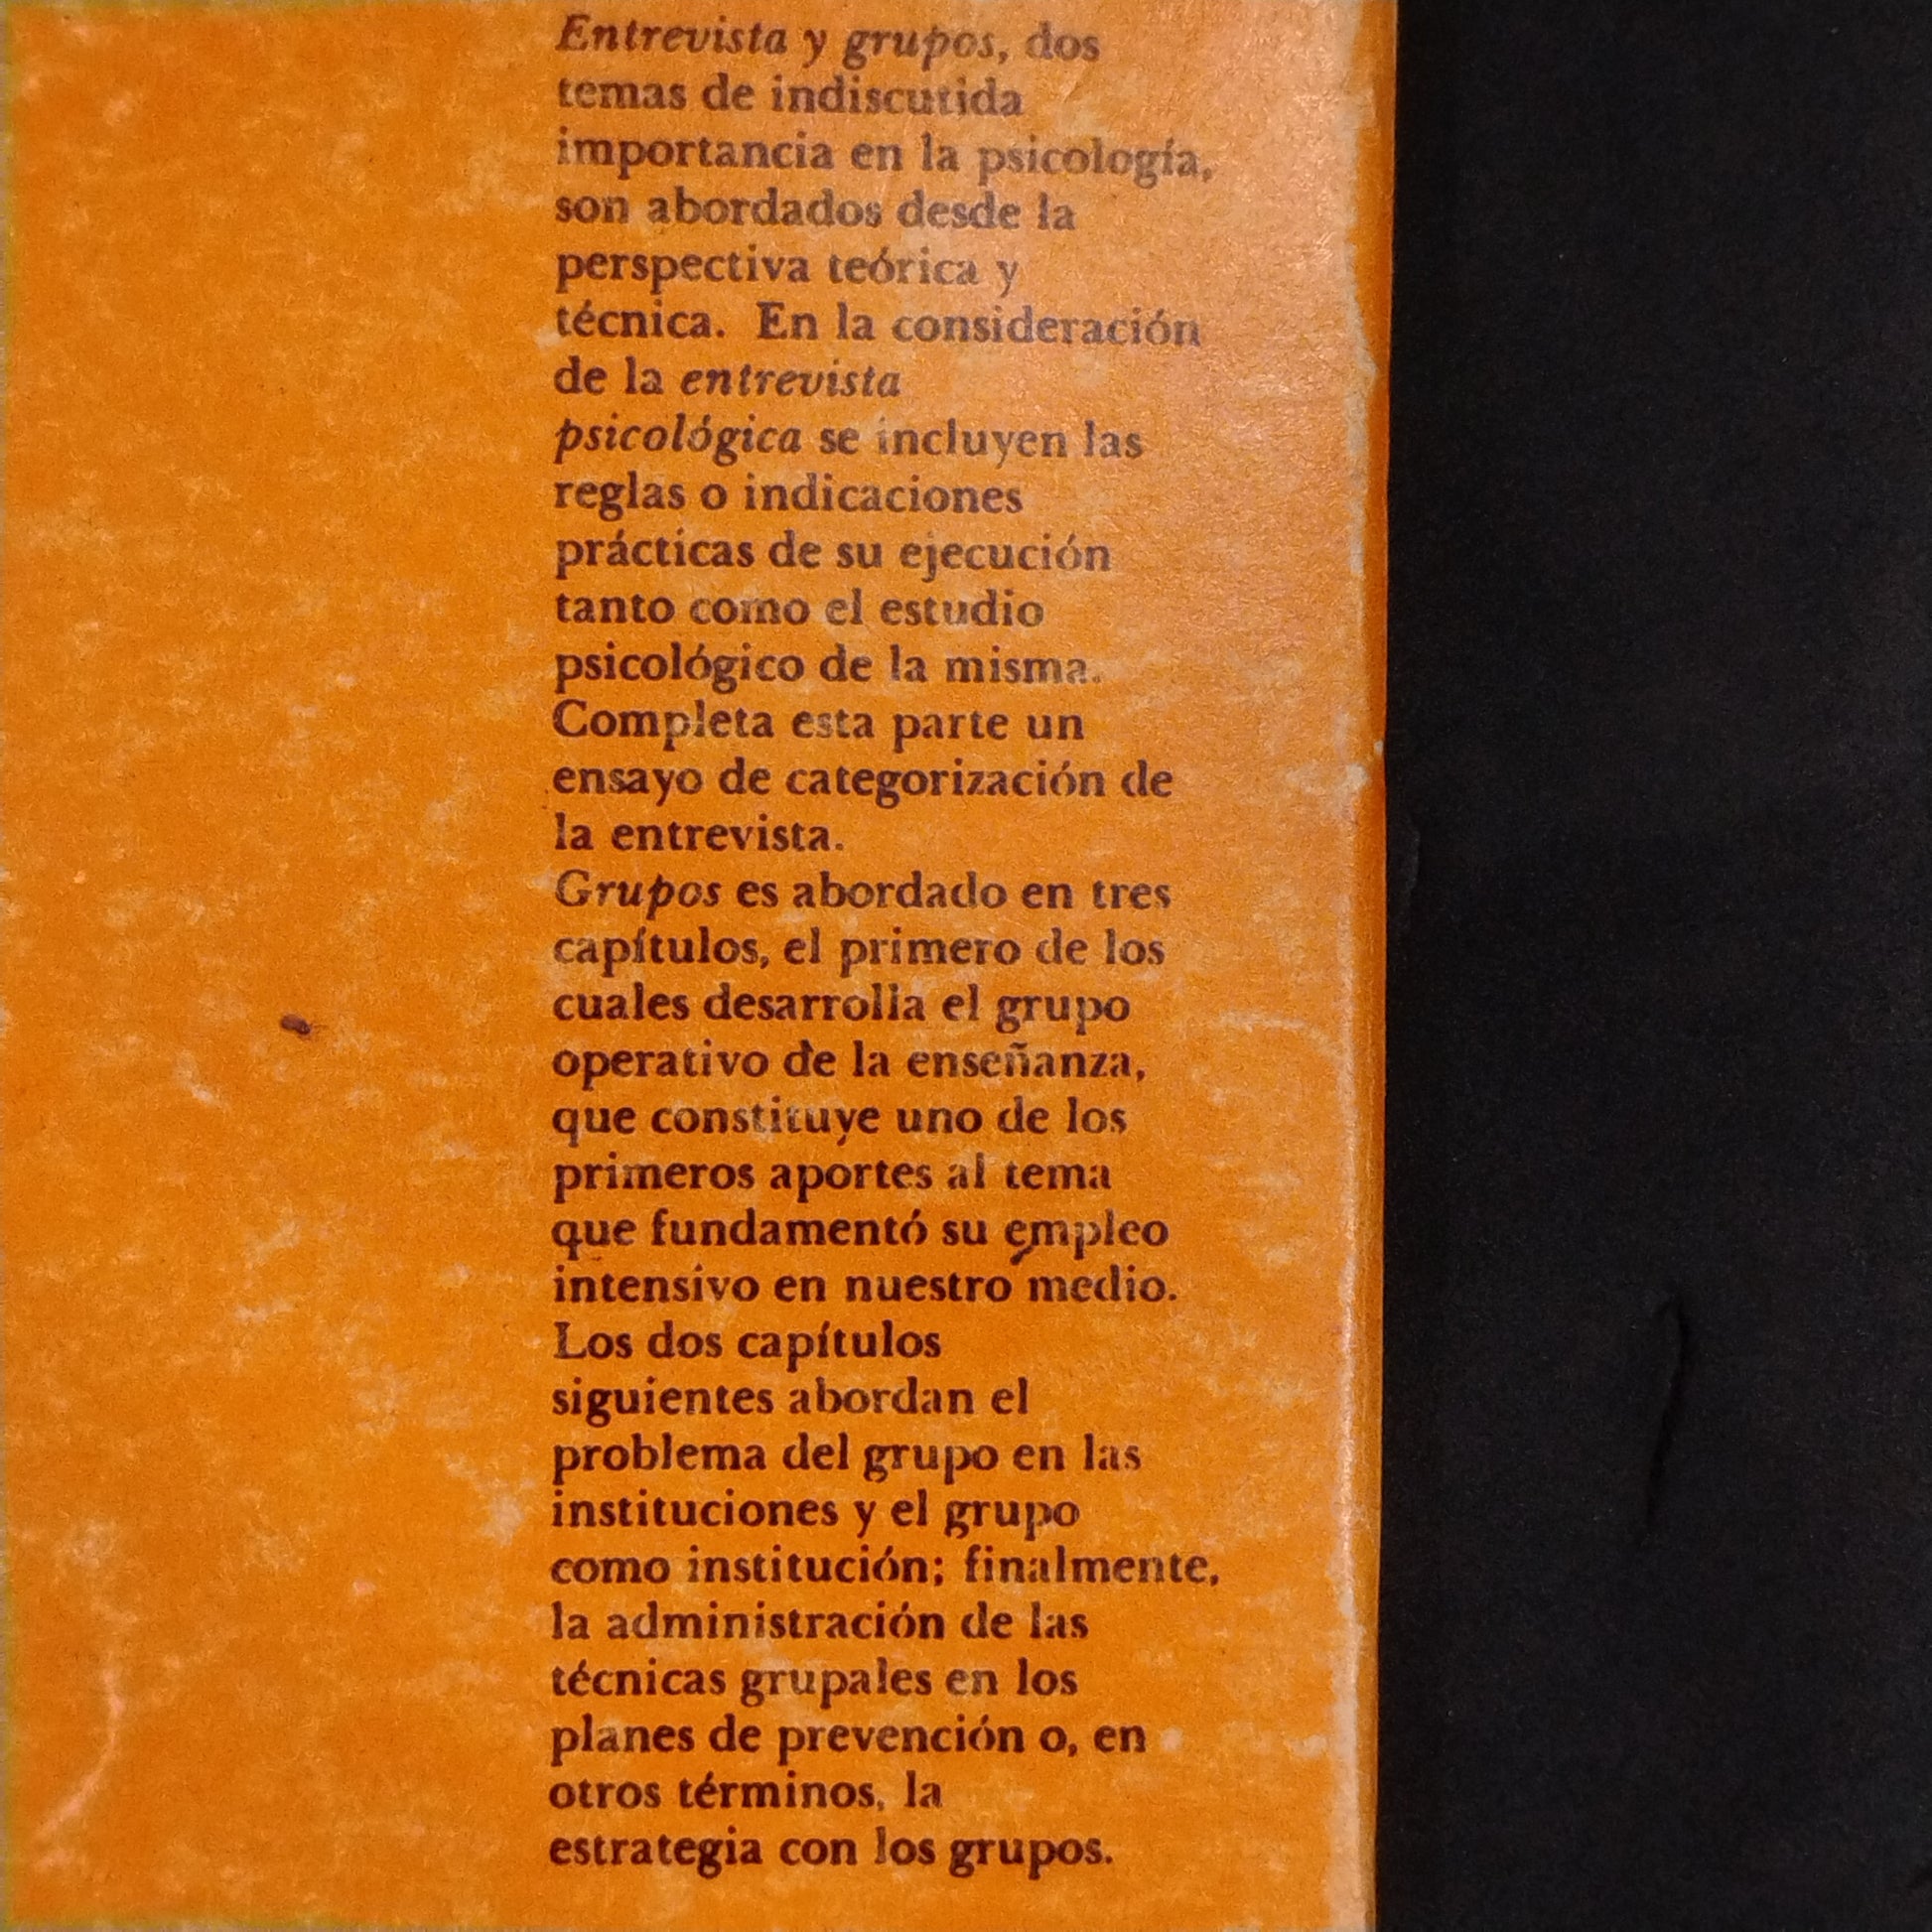 Entrevista y grupos, dos
temas de indiscutida
importancia en la psicología,
son abordados desde la
perspectiva teórica y
técnica. En la consideración
de la entrevista
psicológica se incluyen las
reglas o indicaciones
prácticas de su ejecución
tanto como el estudio
psicológico de la misma.
Completa esta parte un
ensayo de categorización de
la entrevista.
Grupos es abordado en tres
capítulos, el primero de los
cuales desarrolla el grupo
operativo de la enseñanza,
que constituye uno de los
primeros aportes al tema
que fundamentó su empleo
intensivo en nuestro medio.
Los dos capítulos
siguientes abordan el
problema del grupo en las
instituciones y el grupo
como institución; finalmente,
la administración de las
técnicas grupales en los
planes de prevención o, en
otros términos, la
estrategia con los grupos.